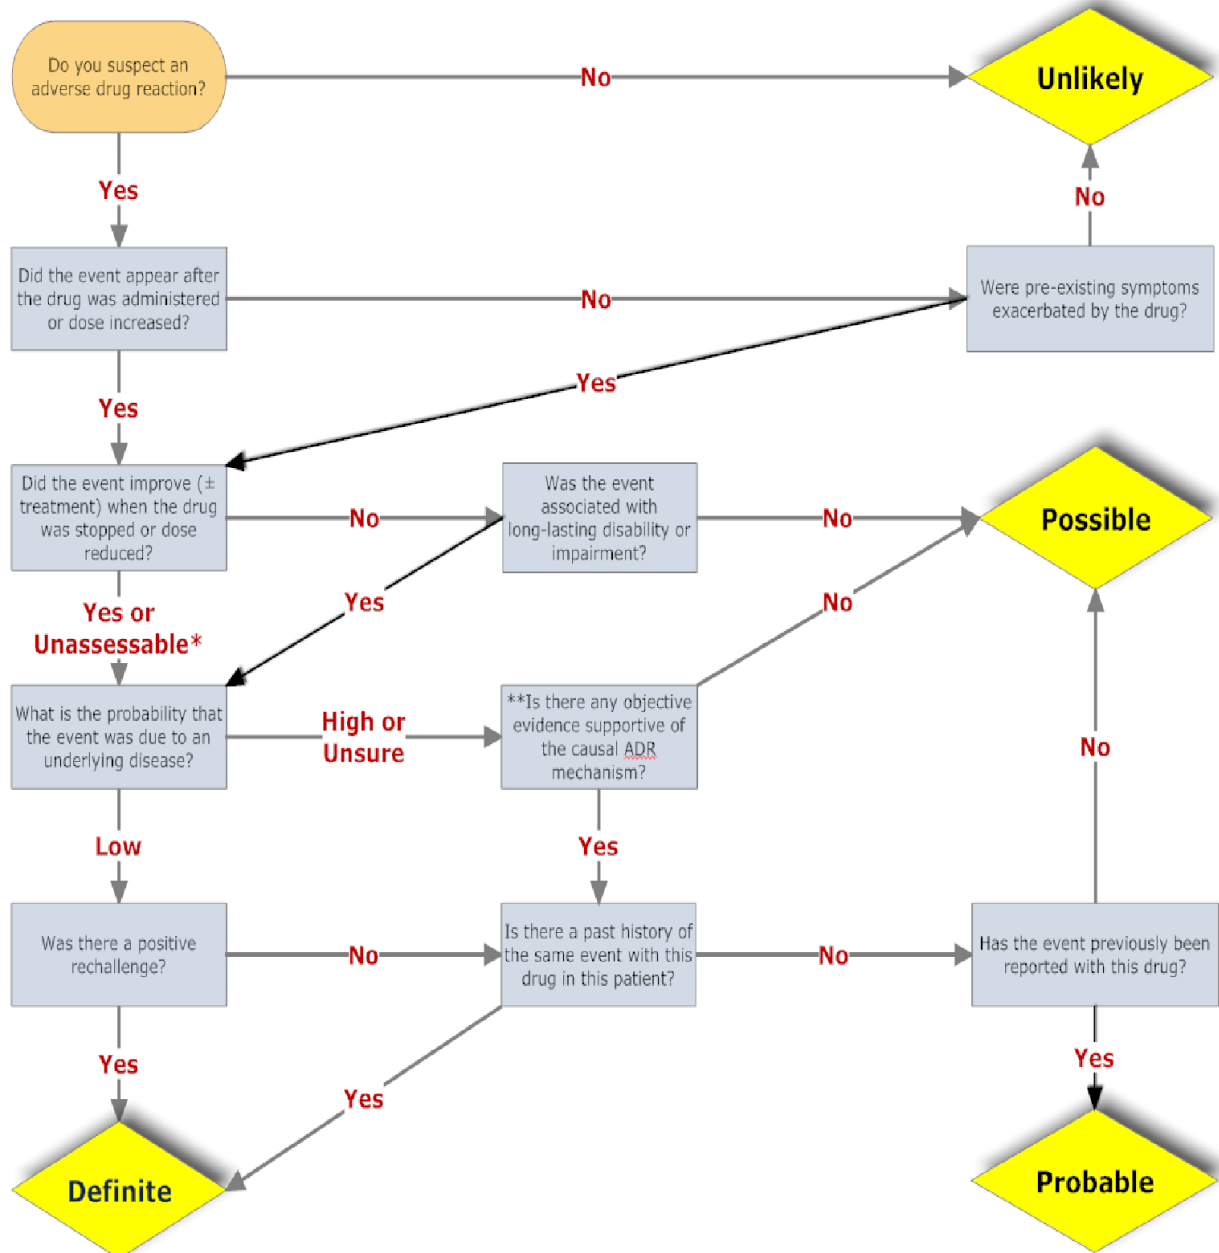 Do you suspect an
adverse drug reaction?
No
Unlikely
Yes
No
Did the event appear after
the drug was administered
or dose increased?
No
Were pre-existing symptoms
exacerbated by the drug?
Yes
Yes
Did the event improve (±
treatment) when the drug
was stopped or dose
reduced?
No
Was the event
associated with
long-lasting disability or
impairment?
No
Possible
Yes or
Unassessable*
Yes
No
What is the probability that
the event was due to an
underlying disease?
High or
Unsure
**Is there any objective
evidence supportive of
the causal ADR
mechanism?
No
Low
Yes
Was there a positive
rechallenge?
No
Is there a past history of
the same event with this
drug in this patient?
No
Has the event previously been
reported with this drug?
Yes
Yes
Yes
Definite
Probable